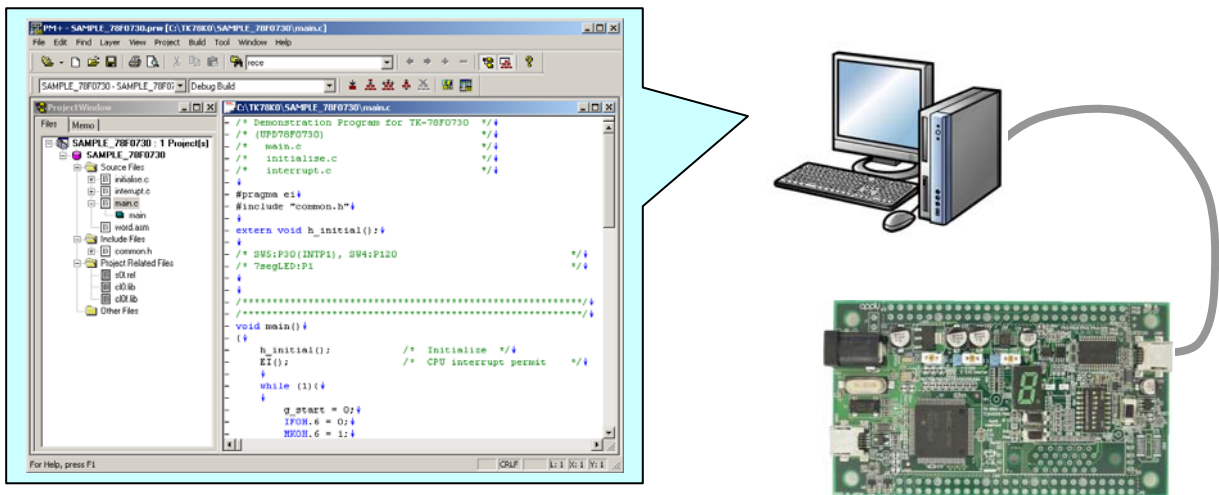 PM+ - SAMPLE_78F0730.prw [C:\TK78K0\SAMPLE_78F0730\main.c]
File Edit Find Layer View Project Build Tool Window Help
rece
SAMPLE_78F0730 - SAMPLE_78F07 Debug Build
ProjectWindow
Files Memo
SAMPLE_78F0730 : 1 Project(s)
SAMPLE_78F0730
Source Files
initialise.c
interrupt.c
main.c
main
word.asm
Include Files
common.h
Project Related Files
s0l.rel
cl0.lib
cl0f.lib
Other Files
C:\TK78K0\SAMPLE_78F0730\main.c
/* Demonstration Program for TK-78F0730 */
/* (UPD78F0730) */
/* main.c */
/* initialise.c */
/* interrupt.c */
#pragma ei
#include "common.h"
extern void h_initial();
/* SW5:P30(INTP1), SW4:P120 */
/* 7segLED:P1 */
/**********************************************************/
/**********************************************************/
void main()
{
h_initial(); /* Initialize */
EI(); /* CPU interrupt permit */
while (1){
g_start = 0;
IF0H.6 = 0;
MK0H.6 = 1;
For Help, press F1
CRLF L: 1 X: 1 Y: 1
8